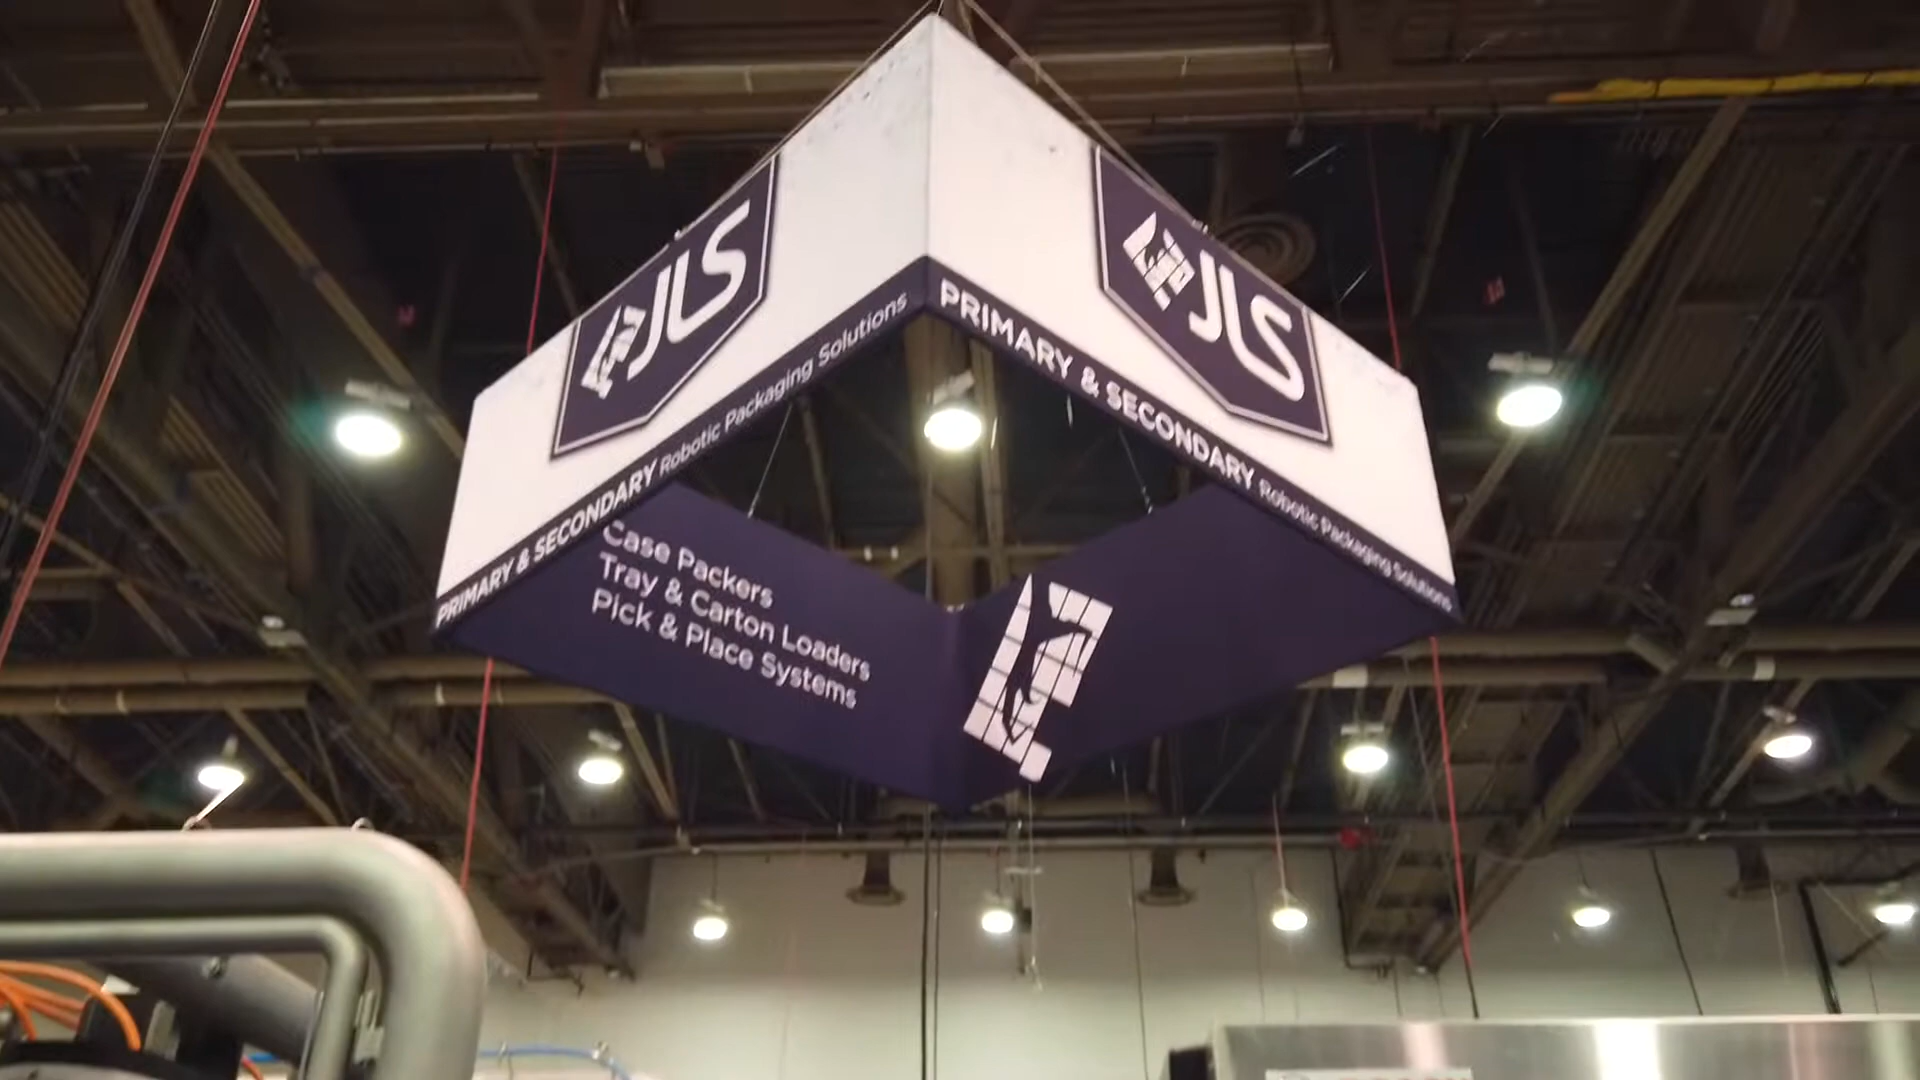 JLS
PRIMARY & SECONDARY Robotic Packaging Solutions
JLS
PRIMARY & SECONDARY Robotic Packaging Solutions
Case Packers
Tray & Carton Loaders
Pick & Place Systems